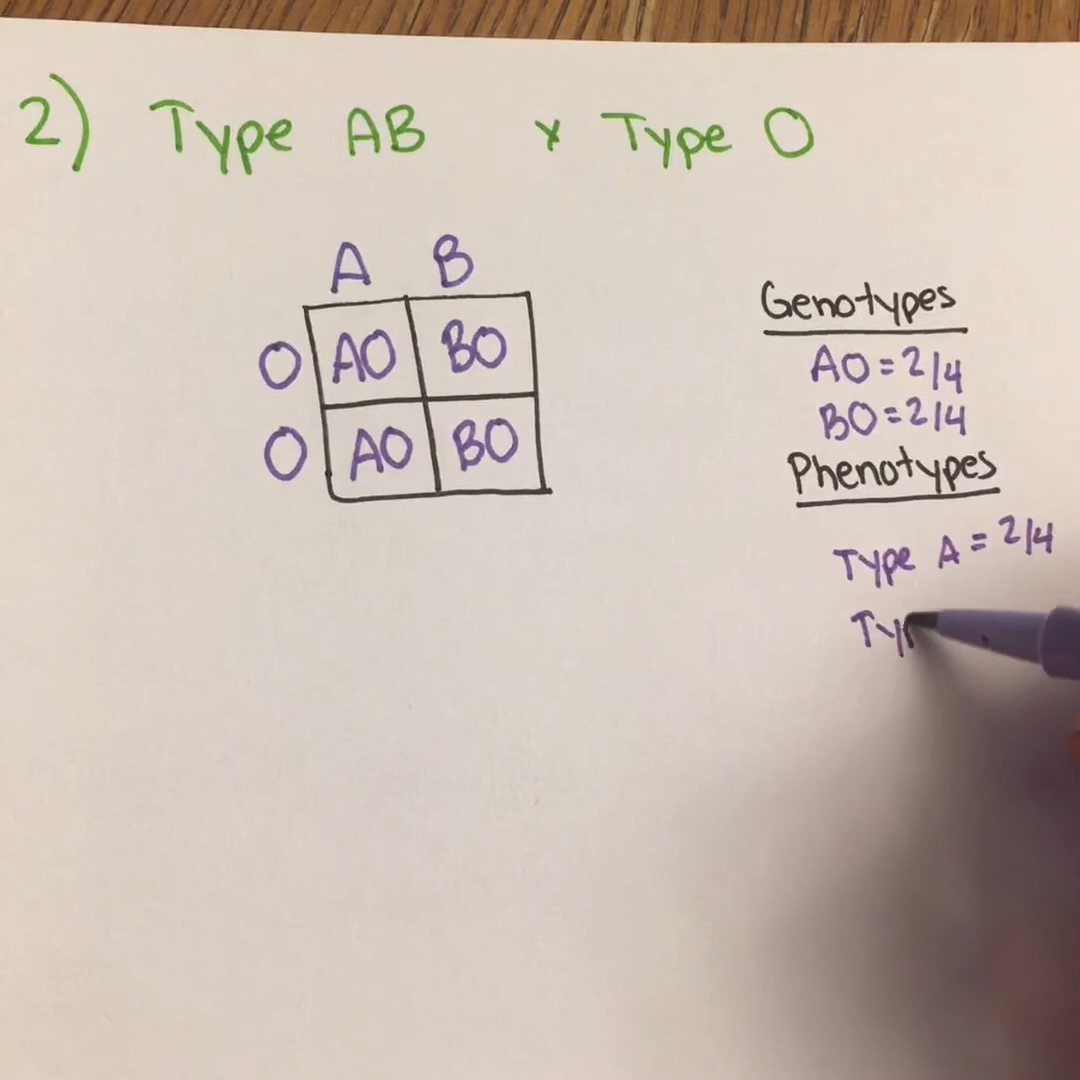 2) Type AB x Type O
A B
O AO BO
O AO BO
Genotypes
AO = 2/4
BO = 2/4
Phenotypes
Type A = 2/4
Typ